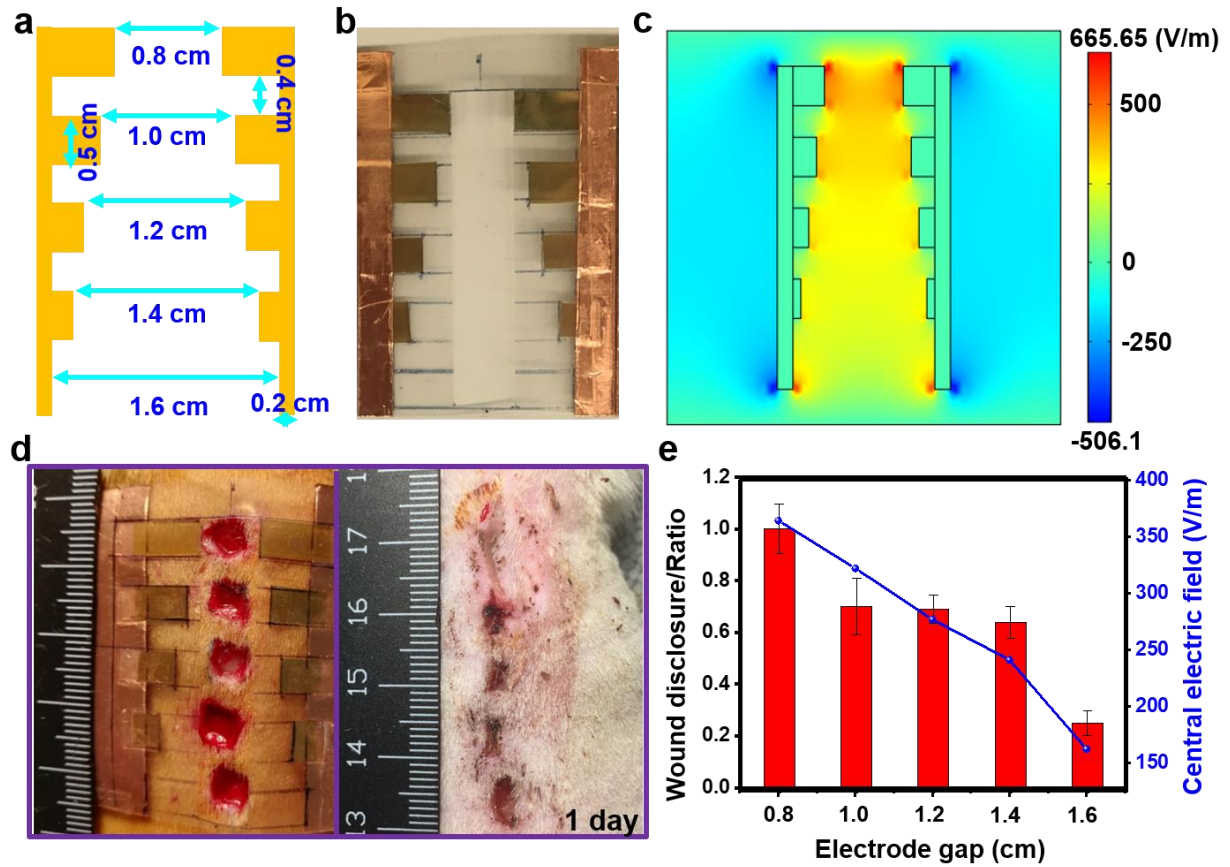 a
0.8 cm
0.4 cm
1.0 cm
0.5 cm
1.2 cm
1.4 cm
1.6 cm
0.2 cm
b
c
665.65 (V/m)
500
0
-250
-506.1
d
17
16
15
14
13
1 day
e
Wound disclosure/Ratio
1.2
1.0
0.8
0.6
0.4
0.2
0.0
0.8
1.0
1.2
1.4
1.6
Electrode gap (cm)
400
350
300
250
200
150
Central electric field (V/m)